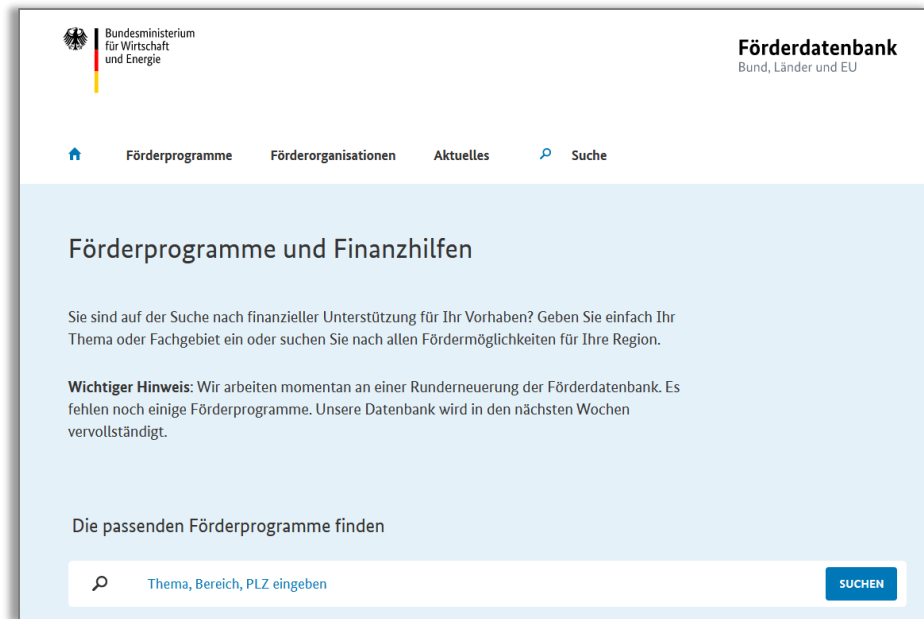 Bundesministerium
für Wirtschaft
und Energie
Förderdatenbank
Bund, Länder und EU
Förderprogramme
Förderorganisationen
Aktuelles
Suche
Förderprogramme und Finanzhilfen
Sie sind auf der Suche nach finanzieller Unterstützung für Ihr Vorhaben? Geben Sie einfach Ihr
Thema oder Fachgebiet ein oder suchen Sie nach allen Fördermöglichkeiten für Ihre Region.
Wichtiger Hinweis: Wir arbeiten momentan an einer Runderneuerung der Förderdatenbank. Es
fehlen noch einige Förderprogramme. Unsere Datenbank wird in den nächsten Wochen
vervollständigt.
Die passenden Förderprogramme finden
Thema, Bereich, PLZ eingeben
SUCHEN